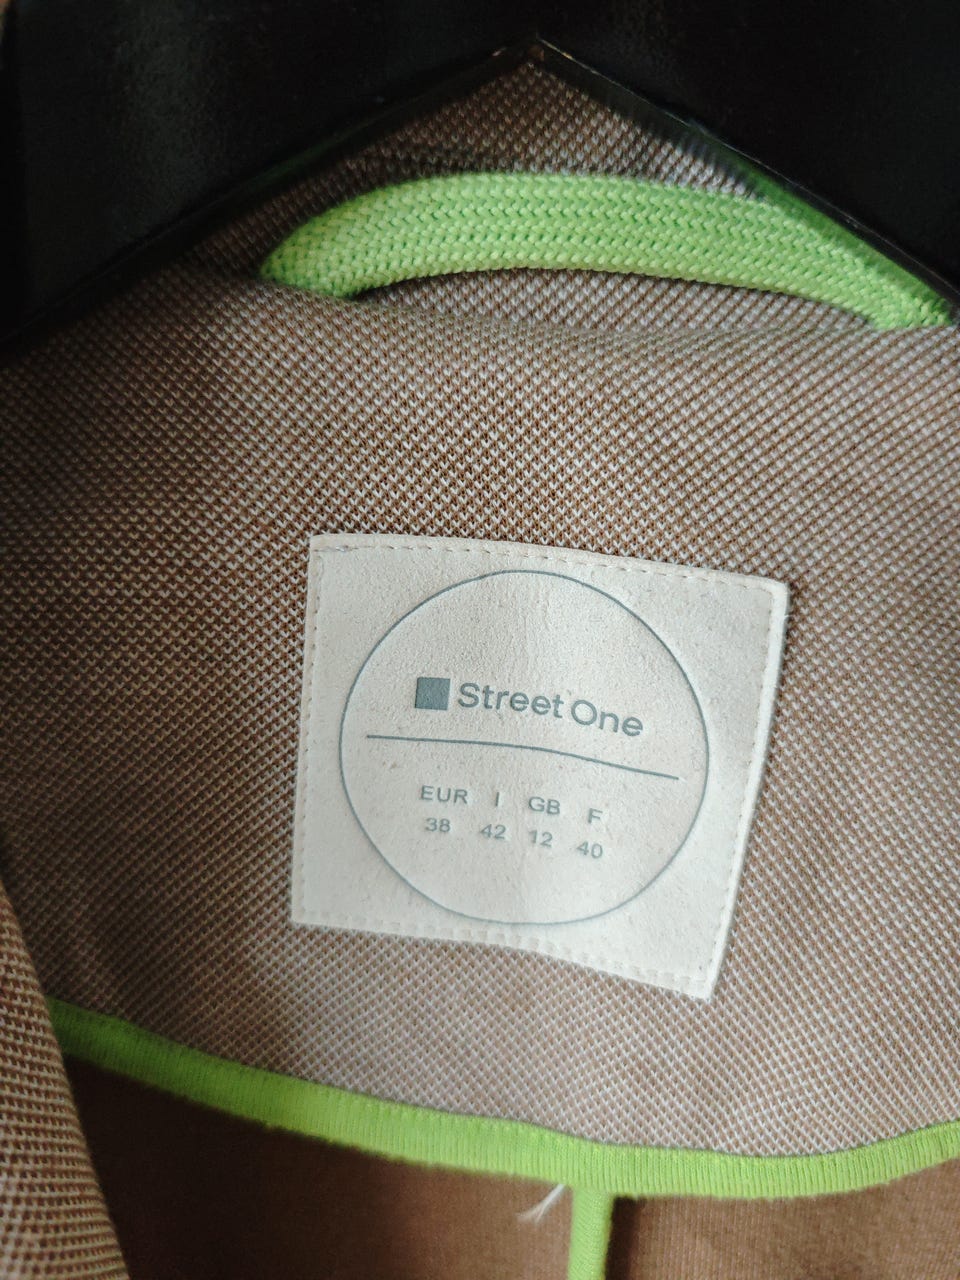 Street One
EUR I GB F
38 42 12 40